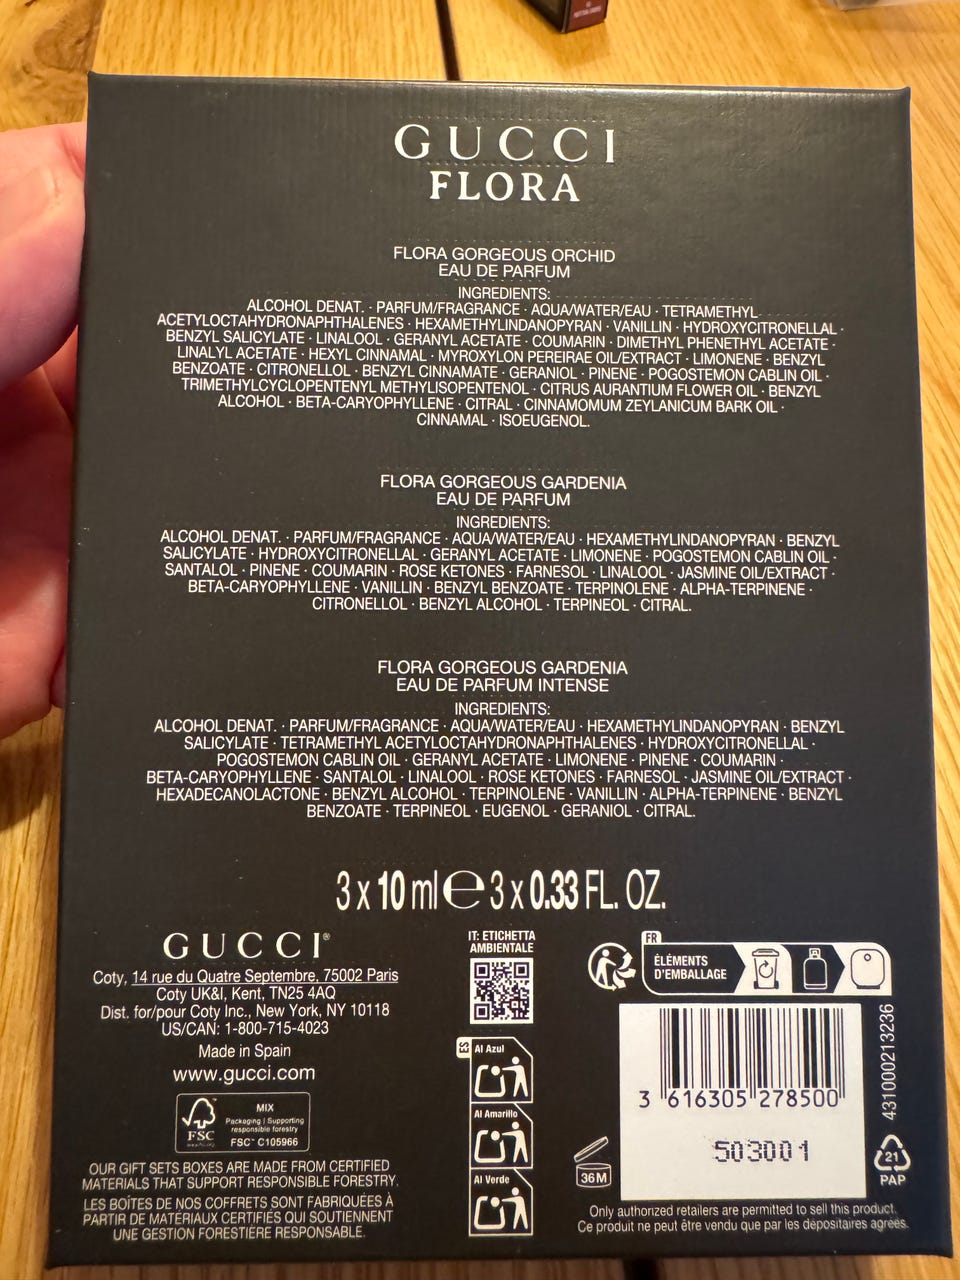 GUCCI
FLORA
FLORA GORGEOUS ORCHID
EAU DE PARFUM
INGREDIENTS:
ALCOHOL DENAT. · PARFUM/FRAGRANCE · AQUA/WATER/EAU · TETRAMETHYL
ACETYLOCTAHYDRONAPHTHALENES · HEXAMETHYLINDANOPYRAN · VANILLIN · HYDROXYCITRONELLAL ·
BENZYL SALICYLATE · LINALOOL · GERANYL ACETATE · COUMARIN · DIMETHYL PHENETHYL ACETATE ·
LINALYL ACETATE · HEXYL CINNAMAL · MYROXYLON PEREIRAE OIL/EXTRACT · LIMONENE · BENZYL
BENZOATE · CITRONELLOL · BENZYL CINNAMATE · GERANIOL · PINENE · POGOSTEMON CABLIN OIL ·
TRIMETHYLCYCLOPENTENYL METHYLISOPENTENOL · CITRUS AURANTIUM FLOWER OIL · BENZYL
ALCOHOL · BETA-CARYOPHYLLENE · CITRAL · CINNAMOMUM ZEYLANICUM BARK OIL ·
CINNAMAL · ISOEUGENOL.
FLORA GORGEOUS GARDENIA
EAU DE PARFUM
INGREDIENTS:
ALCOHOL DENAT. · PARFUM/FRAGRANCE · AQUA/WATER/EAU · HEXAMETHYLINDANOPYRAN · BENZYL
SALICYLATE · HYDROXYCITRONELLAL · GERANYL ACETATE · LIMONENE · POGOSTEMON CABLIN OIL ·
SANTALOL · PINENE · COUMARIN · ROSE KETONES · FARNESOL · LINALOOL · JASMINE OIL/EXTRACT ·
BETA-CARYOPHYLLENE · VANILLIN · BENZYL BENZOATE · TERPINOLENE · ALPHA-TERPINENE ·
CITRONELLOL · BENZYL ALCOHOL · TERPINEOL · CITRAL.
FLORA GORGEOUS GARDENIA
EAU DE PARFUM INTENSE
INGREDIENTS:
ALCOHOL DENAT. · PARFUM/FRAGRANCE · AQUA/WATER/EAU · HEXAMETHYLINDANOPYRAN · BENZYL
SALICYLATE · TETRAMETHYL ACETYLOCTAHYDRONAPHTHALENES · HYDROXYCITRONELLAL ·
POGOSTEMON CABLIN OIL · GERANYL ACETATE · LIMONENE · PINENE · COUMARIN ·
BETA-CARYOPHYLLENE · SANTALOL · LINALOOL · ROSE KETONES · FARNESOL · JASMINE OIL/EXTRACT ·
HEXADECANOLACTONE · BENZYL ALCOHOL · TERPINOLENE · VANILLIN · ALPHA-TERPINENE · BENZYL
BENZOATE · TERPINEOL · EUGENOL · GERANIOL · CITRAL.
3 x 10 ml ℮ 3 x 0.33 FL. OZ.
GUCCI®
Coty, 14 rue du Quatre Septembre, 75002 Paris
Coty UK&I, Kent, TN25 4AQ
Dist. for/pour Coty Inc., New York, NY 10118
US/CAN: 1-800-715-4023
Made in Spain
www.gucci.com
FSC
MIX
Packaging | Supporting
responsible forestry
FSC™ C105966
OUR GIFT SETS BOXES ARE MADE FROM CERTIFIED
MATERIALS THAT SUPPORT RESPONSIBLE FORESTRY.
LES BOÎTES DE NOS COFFRETS SONT FABRIQUÉES À
PARTIR DE MATÉRIAUX CERTIFIÉS QUI SOUTIENNENT
UNE GESTION FORESTIÈRE RESPONSABLE.
IT: ETICHETTA
AMBIENTALE
ES
Al Azul
Al Amarillo
Al Verde
FR
ÉLÉMENTS
D'EMBALLAGE
3 616305 278500
503001
431000213236
36M
21
PAP
Only authorized retailers are permitted to sell this product.
Ce produit ne peut être vendu que par les dépositaires agréés.